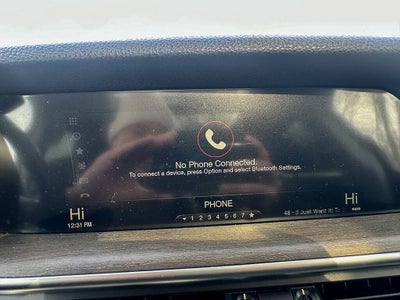 No Phone Connected.
To connect a device, press Option and select Bluetooth Settings.
Hi
12:31 PM
PHONE
1 2 3 4 5 6 7
48 - I Just Want It! To
Hi